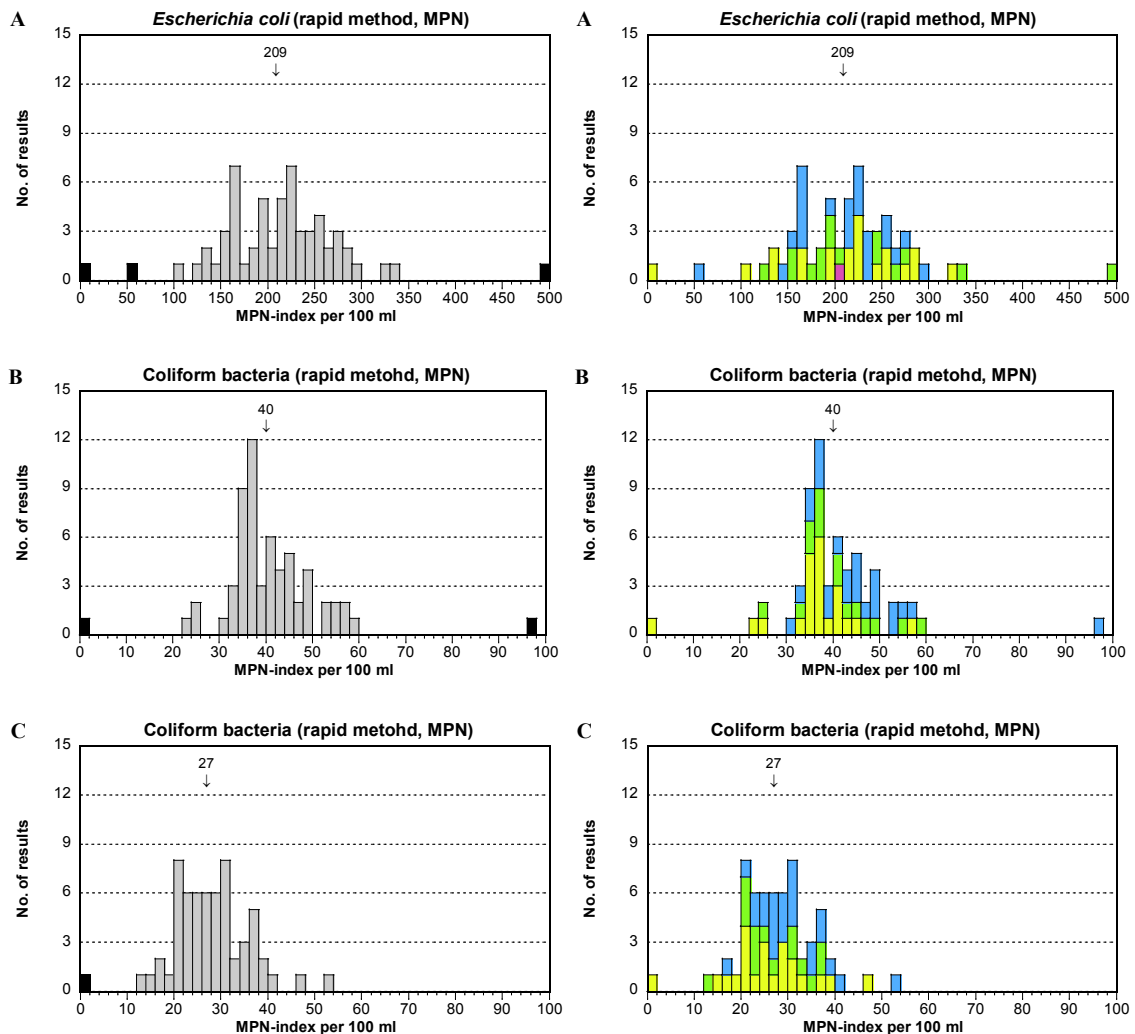 A
Escherichia coli (rapid method, MPN)
15
12
9
6
3
0
No. of results
209
↓
0 50 100 150 200 250 300 350 400 450 500
MPN-index per 100 ml
A
Escherichia coli (rapid method, MPN)
15
12
9
6
3
0
No. of results
209
↓
0 50 100 150 200 250 300 350 400 450 500
MPN-index per 100 ml
B
Coliform bacteria (rapid metohd, MPN)
15
12
9
6
3
0
No. of results
40
↓
0 10 20 30 40 50 60 70 80 90 100
MPN-index per 100 ml
B
Coliform bacteria (rapid metohd, MPN)
15
12
9
6
3
0
No. of results
40
↓
0 10 20 30 40 50 60 70 80 90 100
MPN-index per 100 ml
C
Coliform bacteria (rapid metohd, MPN)
15
12
9
6
3
0
No. of results
27
↓
0 10 20 30 40 50 60 70 80 90 100
MPN-index per 100 ml
C
Coliform bacteria (rapid metohd, MPN)
15
12
9
6
3
0
No. of results
27
↓
0 10 20 30 40 50 60 70 80 90 100
MPN-index per 100 ml